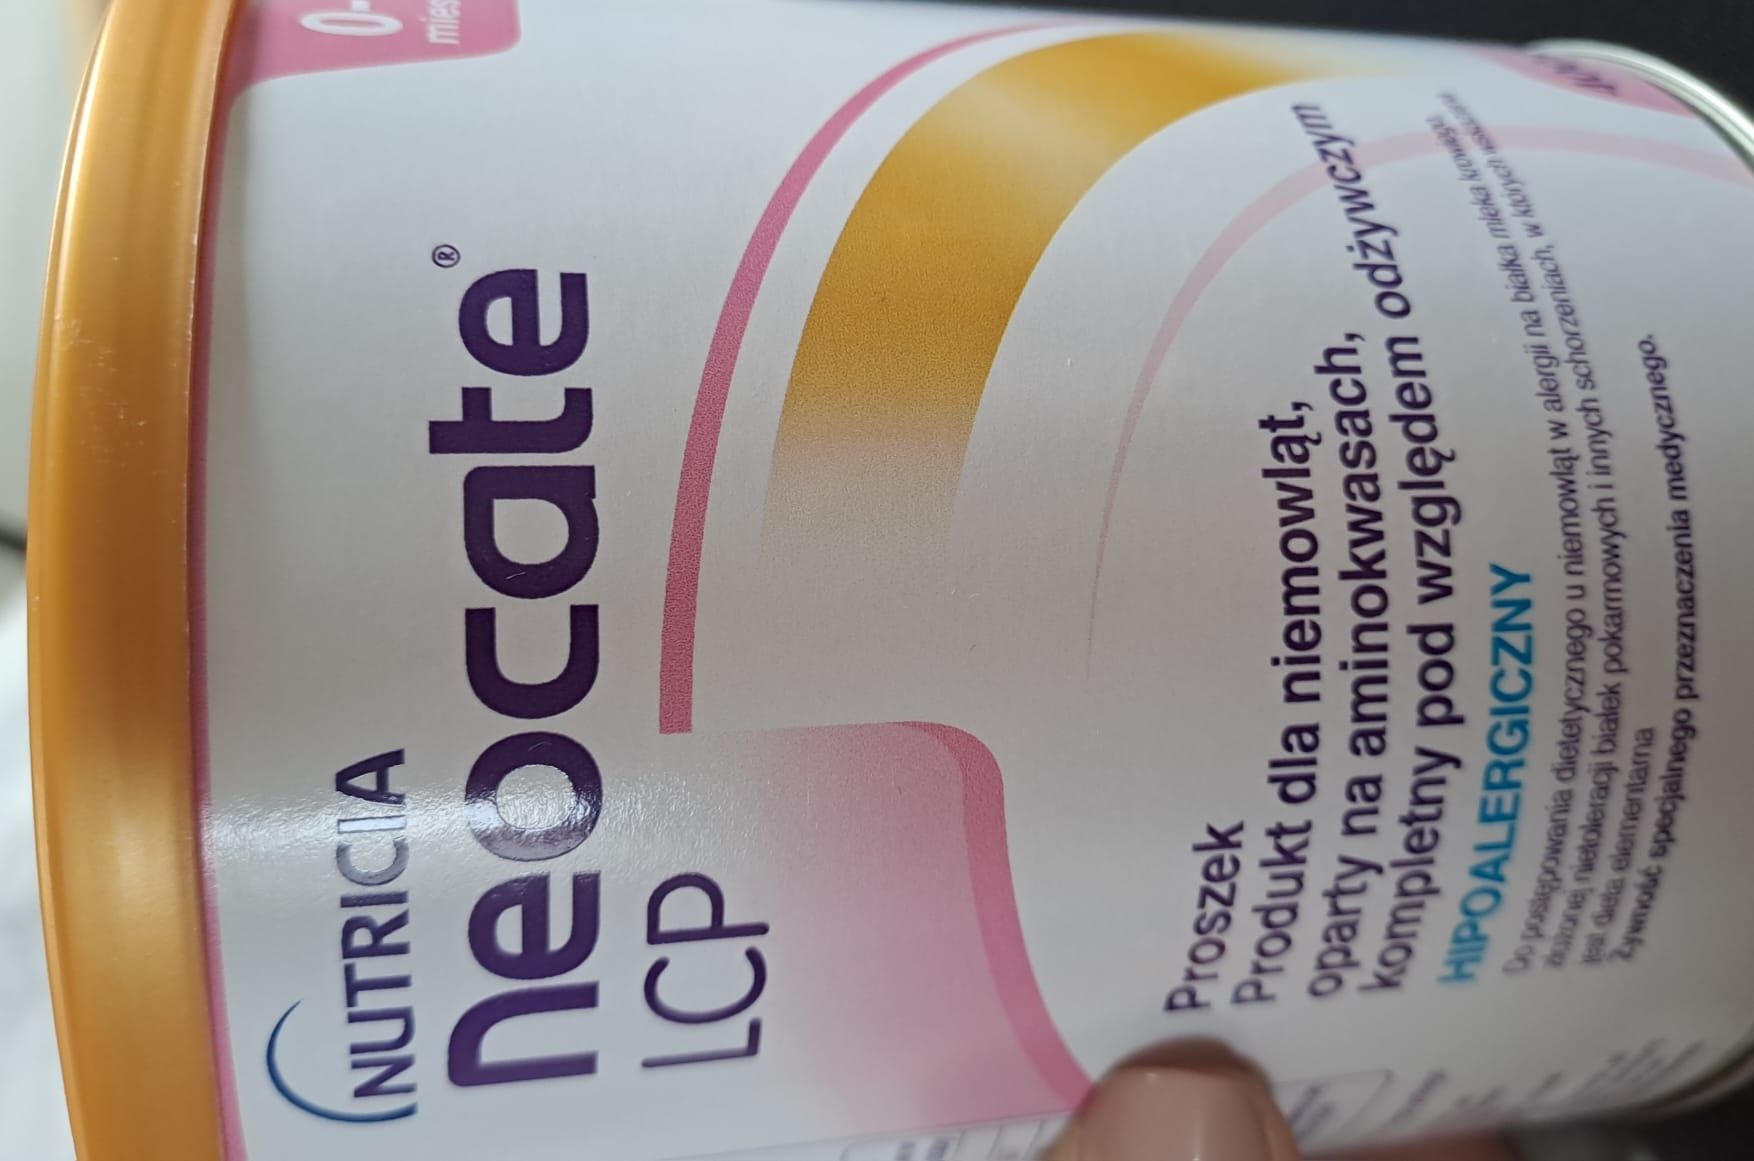 0-
mies
NUTRICIA
neocate®
LCP
Proszek
Produkt dla niemowląt,
oparty na aminokwasach,
kompletny pod względem odżywczym
HIPOALERGICZNY
Do postępowania dietetycznego u niemowląt w alergii na białka mleka krowiego,
złożonej nietolerancji białek pokarmowych i innych schorzeniach, w których wskazana
jest dieta elementarna
Żywność specjalnego przeznaczenia medycznego.